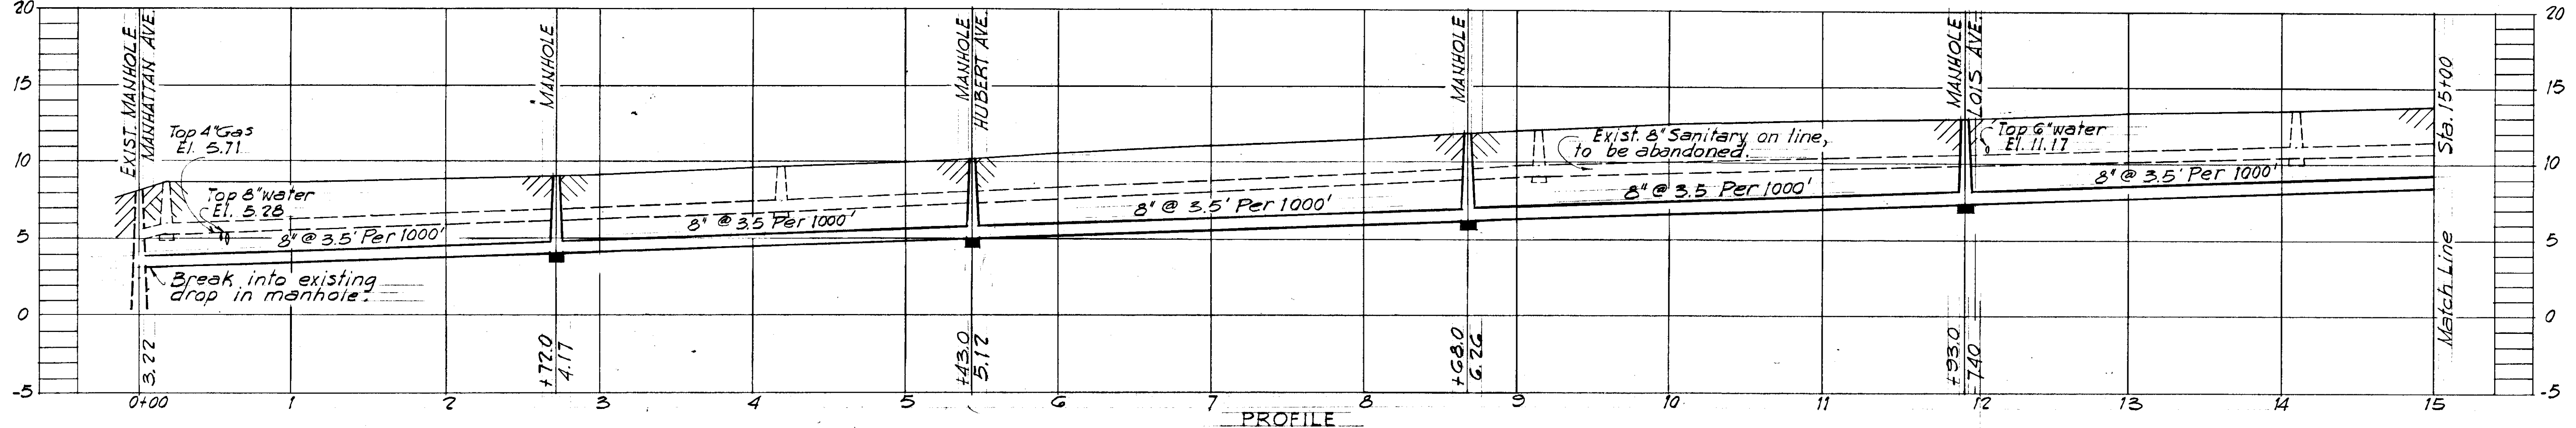 20
15
10
5
0
-5
EXIST. MANHOLE
MANHATTAN AVE.
MANHOLE
MANHOLE
HUBERT AVE.
MANHOLE
MANHOLE
LOIS AVE.
Sta. 15+00
Match Line
20
15
10
5
0
-5
Top 4" Gas
El. 5.71
Top 8" water
El. 5.28
8" @ 3.5' Per 1000'
Break into existing
drop in manhole.
8" @ 3.5 Per 1000'
8" @ 3.5' Per 1000'
Exist. 8" Sanitary on line,
to be abandoned.
8" @ 3.5 Per 1000'
Top 6" water
El. 11.17
8" @ 3.5' Per 1000'
3.22
+72.0
4.17
+43.0
5.12
+68.0
6.26
+93.0
7.40
0+00 1 2 3 4 5 6 7 8 9 10 11 12 13 14 15
PROFILE